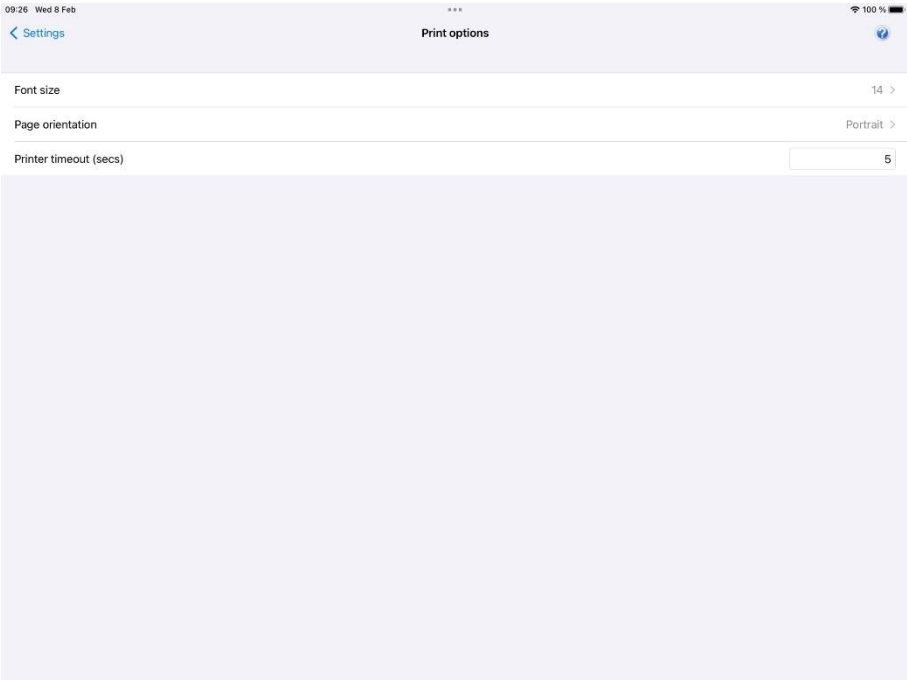 09:26 Wed 8 Feb 100 %
Settings Print options ?
Font size 14
Page orientation Portrait
Printer timeout (secs) 5